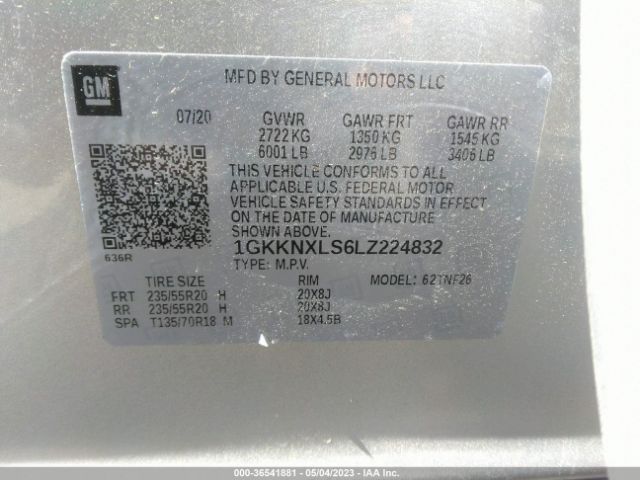 GM
MFD BY GENERAL MOTORS LLC
07/20 GVWR GAWR FRT GAWR RR
2722 KG 1350 KG 1545 KG
6001 LB 2976 LB 3406 LB
THIS VEHICLE CONFORMS TO ALL
APPLICABLE U.S. FEDERAL MOTOR
VEHICLE SAFETY STANDARDS IN EFFECT
ON THE DATE OF MANUFACTURE
SHOWN ABOVE.
636R 1GKKNXLS6LZ224832
TYPE: M.P.V.
TIRE SIZE RIM MODEL: 62TNF26
FRT 235/55R20 H 20X8J
RR 235/55R20 H 20X8J
SPA T135/70R18 M 18X4.5B
000-36541881 - 05/04/2023 - IAA Inc.